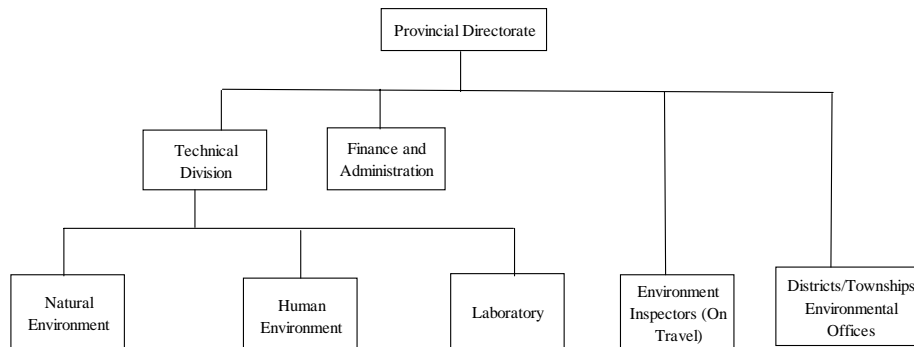 Provincial Directorate
Technical
Division
Finance and
Administration
Natural
Environment
Human
Environment
Laboratory
Environment
Inspectors (On
Travel)
Districts/Townships
Environmental
Offices